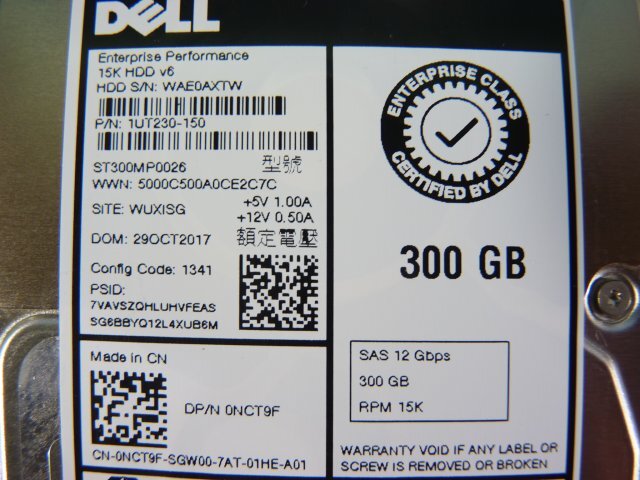 DELL
Enterprise Performance
15K HDD v6
HDD S/N: WAE0AXTW
P/N: 1UT230-150
ST300MP0026 型號
WWN: 5000C500A0CE2C7C
+5V 1.00A
SITE: WUXISG +12V 0.50A
DOM: 29OCT2017 額定電壓
Config Code: 1341
PSID:
7VAVSZQHLUHVFEAS
SG6BBYQ12L4XUB6M
ENTERPRISE CLASS
CERTIFIED BY DELL
300 GB
Made in CN
DP/N 0NCT9F
CN-0NCT9F-SGW00-7AT-01HE-A01
SAS 12 Gbps
300 GB
RPM 15K
WARRANTY VOID IF ANY LABEL OR
SCREW IS REMOVED OR BROKEN